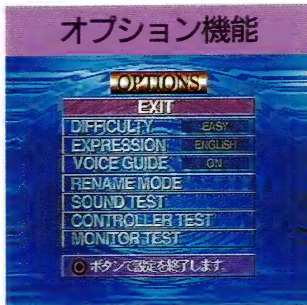 オプション機能
OPTIONS
EXIT
DIFFICULTY EASY
EXPRESSION ENGLISH
VOICE GUIDE ON
RENAME MODE
SOUND TEST
CONTROLLER TEST
MONITOR TEST
ボタンで設定を終了します。